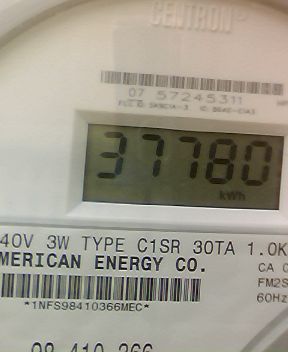 CENTRON®
07 57245311
37780
kWh
40V 3W TYPE C1SR 30TA 1.0K
MERICAN ENERGY CO.
CA 0
FM2S
60Hz
*1NFS98410366MEC*
98 410 366